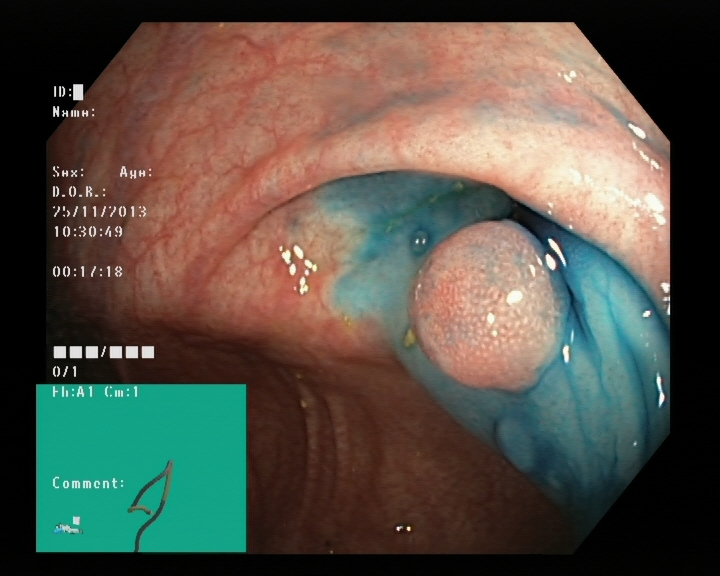 ID:
Name:
Sex: Age:
D.O.B.:
25/11/2013
10:30:49
00:17:18
/
0/1
Eh:A1 Cm:1
Comment: